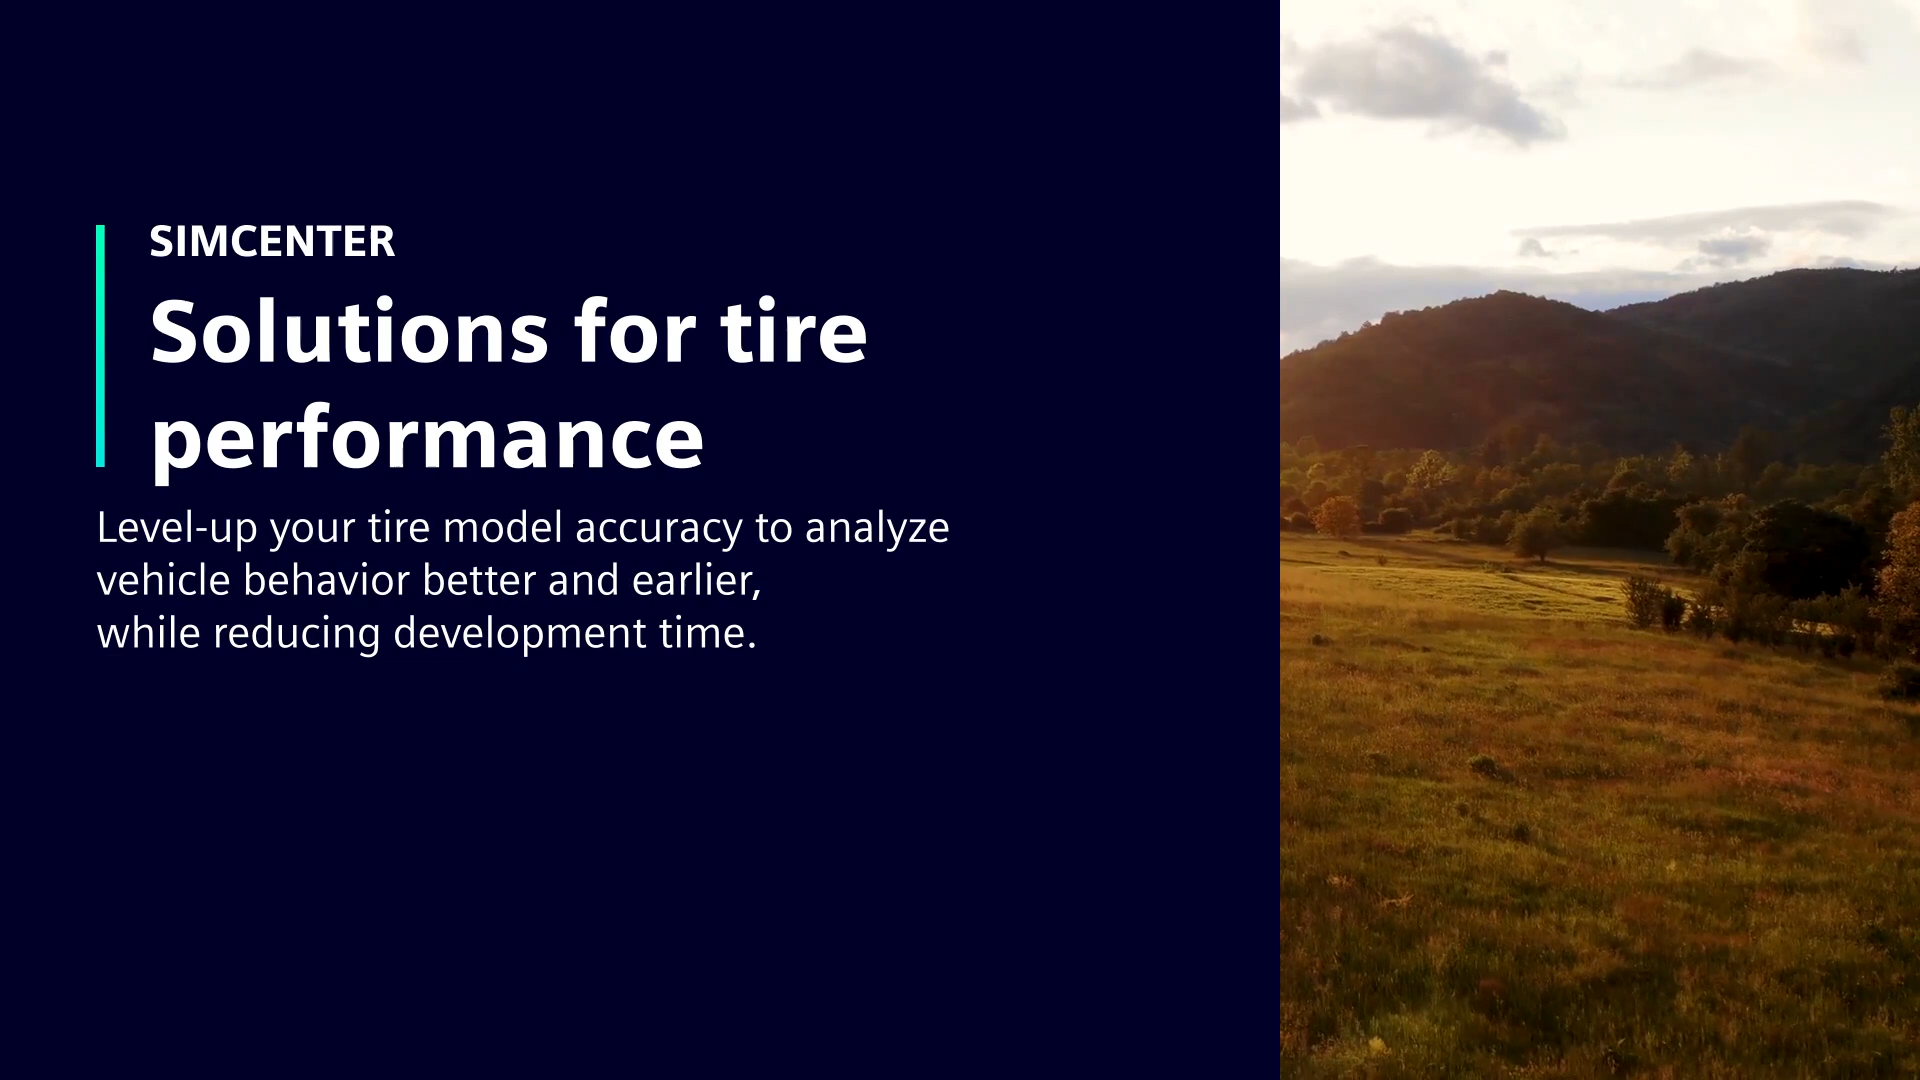 SIMCENTER
Solutions for tire
performance
Level-up your tire model accuracy to analyze
vehicle behavior better and earlier,
while reducing development time.